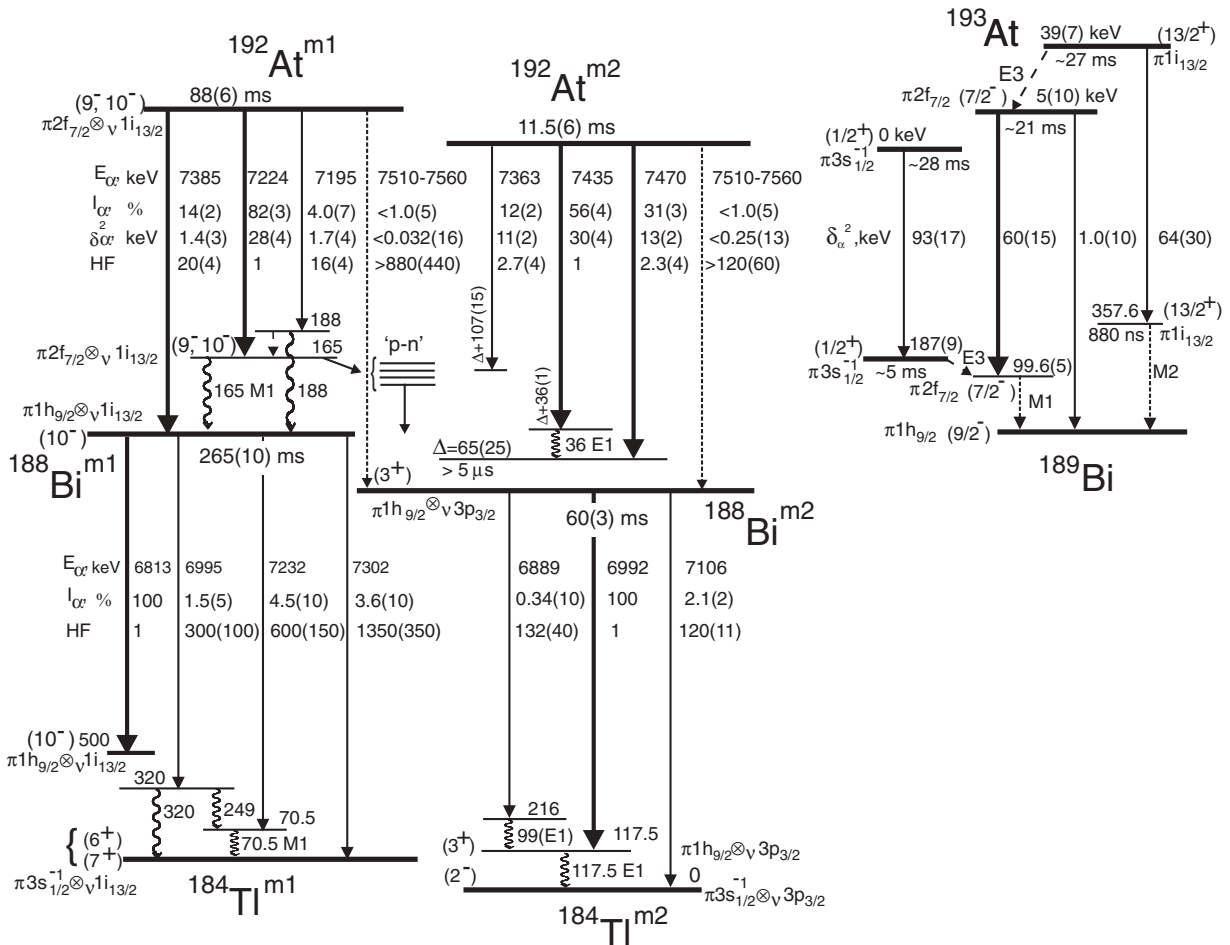 192At m1
(9-, 10-) 88(6) ms
π2f7/2⊗ν1i13/2
Eα, keV 7385 7224 7195 7510-7560
Iα, % 14(2) 82(3) 4.0(7) <1.0(5)
δ2α, keV 1.4(3) 28(4) 1.7(4) <0.032(16)
HF 20(4) 1 16(4) >880(440)
188
(9-, 10-) 165
π2f7/2⊗ν1i13/2
'p-n'
165 M1
188
π1h9/2⊗ν1i13/2
(10-)
265(10) ms
188Bi m1
192At m2
11.5(6) ms
7363 7435 7470 7510-7560
12(2) 56(4) 31(3) <1.0(5)
11(2) 30(4) 13(2) <0.25(13)
2.7(4) 1 2.3(4) >120(60)
Δ+107(15)
Δ+36(1)
36 E1
Δ=65(25)
> 5 μs
(3+)
π1h9/2⊗ν3p3/2
60(3) ms
188Bi m2
193At
39(7) keV (13/2+)
~27 ms π1i13/2
E3
π2f7/2 (7/2-) 5(10) keV
~21 ms
(1/2+) 0 keV
π3s-1 1/2
~28 ms
δα2, keV 93(17) 60(15) 1.0(10) 64(30)
357.6 (13/2+)
880 ns π1i13/2
(1/2+) 187(9) E3
π3s-1 1/2 ~5 ms
99.6(5)
π2f7/2 (7/2-)
M1
M2
π1h9/2 (9/2-)
189Bi
Eα, keV 6813 6995 7232 7302
Iα, % 100 1.5(5) 4.5(10) 3.6(10)
HF 1 300(100) 600(150) 1350(350)
(10-) 500
π1h9/2⊗ν1i13/2
320
320
249
70.5
70.5 M1
{ (6+)
(7+)
π3s-1 1/2⊗ν1i13/2
184Tl m1
6889 6992 7106
0.34(10) 100 2.1(2)
132(40) 1 120(11)
216
99(E1)
(3+) 117.5
π1h9/2⊗ν3p3/2
117.5 E1
(2-) 0
π3s-1 1/2⊗ν3p3/2
184Tl m2